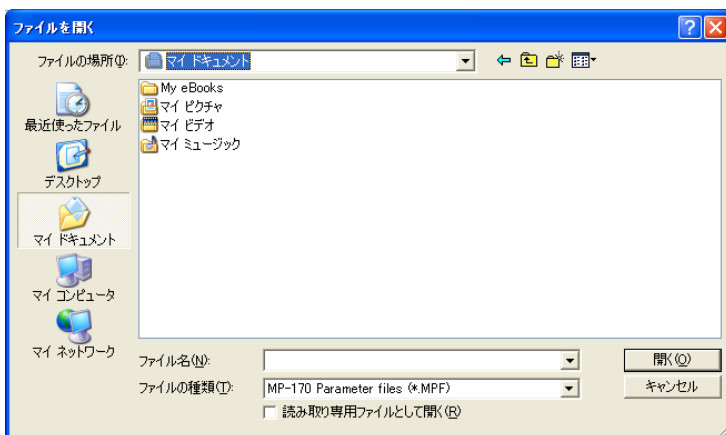 ファイルを開く
ファイルの場所(I):
マイ ドキュメント
最近使ったファイル
デスクトップ
マイ ドキュメント
マイ コンピュータ
マイ ネットワーク
My eBooks
マイ ピクチャ
マイ ビデオ
マイ ミュージック
ファイル名(N):
開く(O)
ファイルの種類(T):
MP-170 Parameter files (*.MPF)
キャンセル
読み取り専用ファイルとして開く(R)